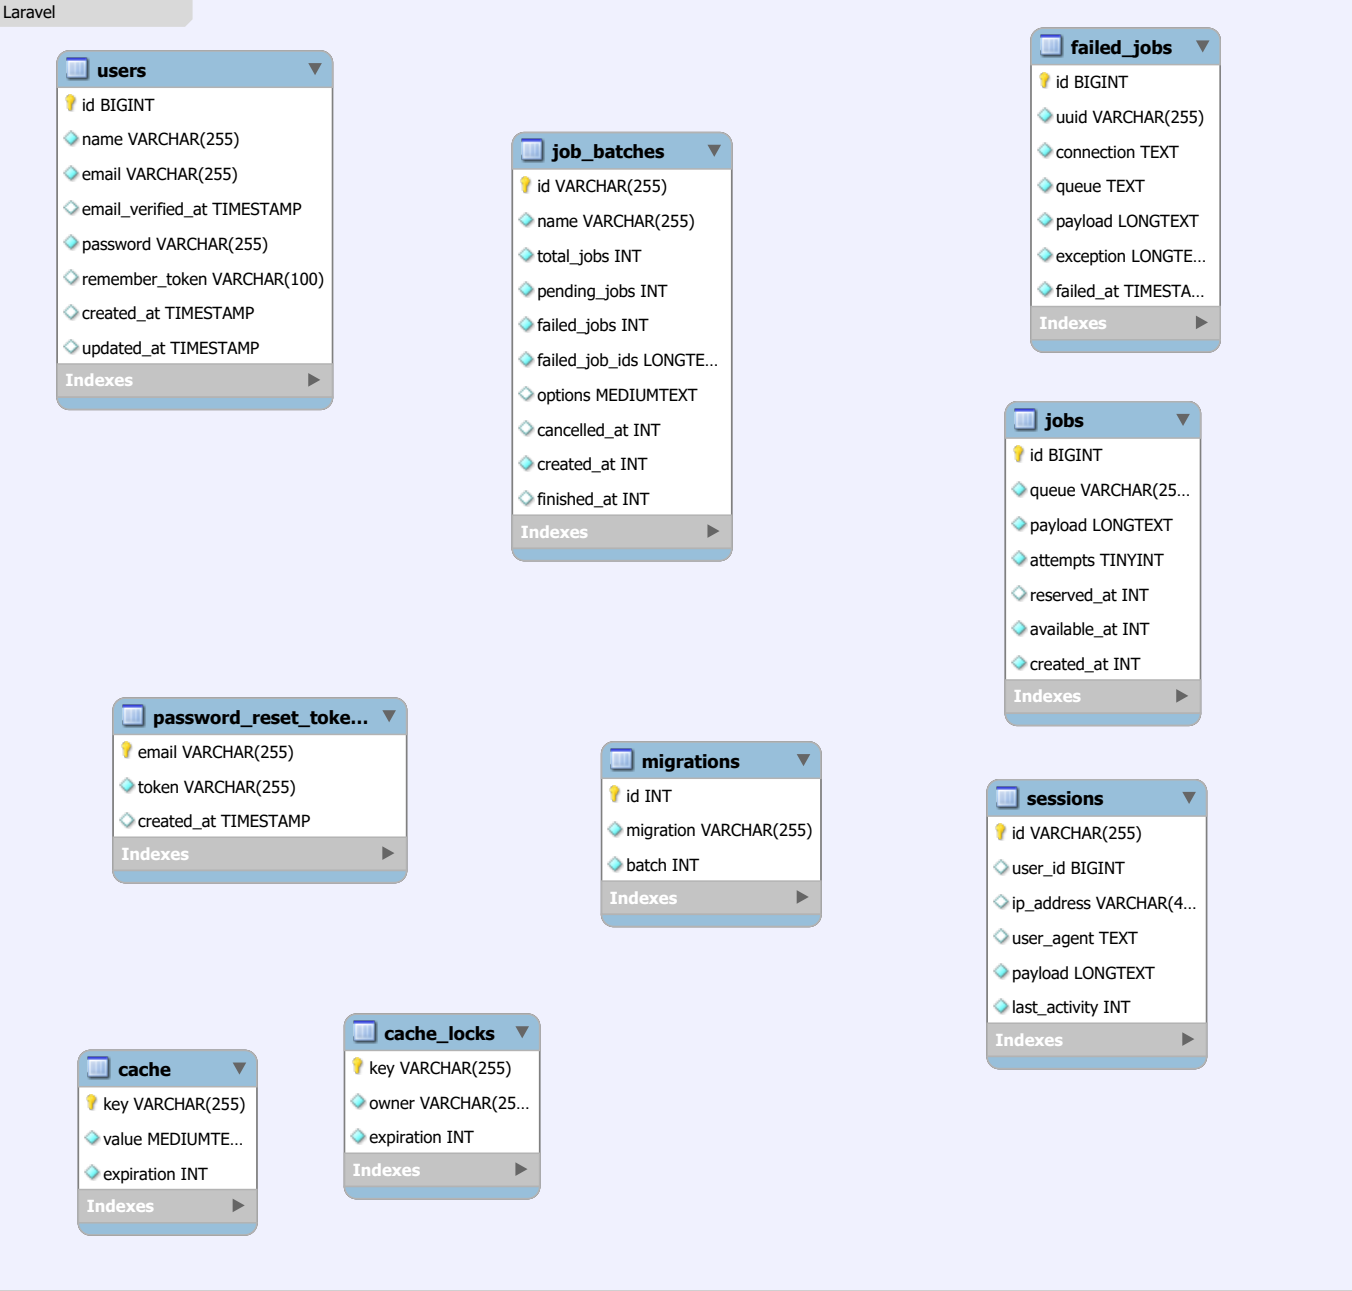 Laravel
users
id BIGINT
name VARCHAR(255)
email VARCHAR(255)
email_verified_at TIMESTAMP
password VARCHAR(255)
remember_token VARCHAR(100)
created_at TIMESTAMP
updated_at TIMESTAMP
Indexes
job_batches
id VARCHAR(255)
name VARCHAR(255)
total_jobs INT
pending_jobs INT
failed_jobs INT
failed_job_ids LONGTE...
options MEDIUMTEXT
cancelled_at INT
created_at INT
finished_at INT
Indexes
failed_jobs
id BIGINT
uuid VARCHAR(255)
connection TEXT
queue TEXT
payload LONGTEXT
exception LONGTE...
failed_at TIMESTA...
Indexes
jobs
id BIGINT
queue VARCHAR(25...
payload LONGTEXT
attempts TINYINT
reserved_at INT
available_at INT
created_at INT
Indexes
password_reset_toke...
email VARCHAR(255)
token VARCHAR(255)
created_at TIMESTAMP
Indexes
migrations
id INT
migration VARCHAR(255)
batch INT
Indexes
sessions
id VARCHAR(255)
user_id BIGINT
ip_address VARCHAR(4...
user_agent TEXT
payload LONGTEXT
last_activity INT
Indexes
cache
key VARCHAR(255)
value MEDIUMTE...
expiration INT
Indexes
cache_locks
key VARCHAR(255)
owner VARCHAR(25...
expiration INT
Indexes